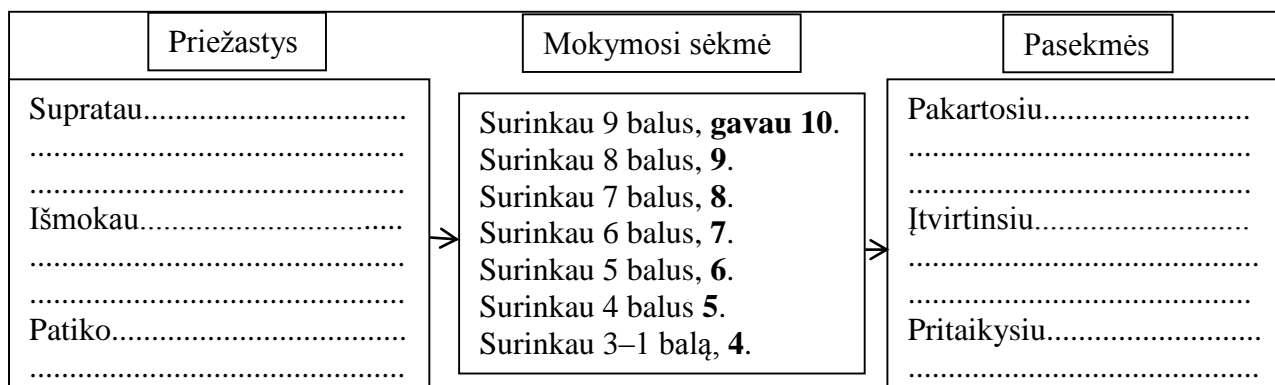 Priežastys
Mokymosi sėkmė
Pasekmės
Supratau..................................
.................................................
.................................................
Išmokau..................................
.................................................
.................................................
Patiko......................................
.................................................
Surinkau 9 balus, gavau 10.
Surinkau 8 balus, 9.
Surinkau 7 balus, 8.
Surinkau 6 balus, 7.
Surinkau 5 balus, 6.
Surinkau 4 balus 5.
Surinkau 3–1 balą, 4.
Pakartosiu...........................
.............................................
.............................................
Įtvirtinsiu............................
..............................................
.............................................
Pritaikysiu...........................
..............................................